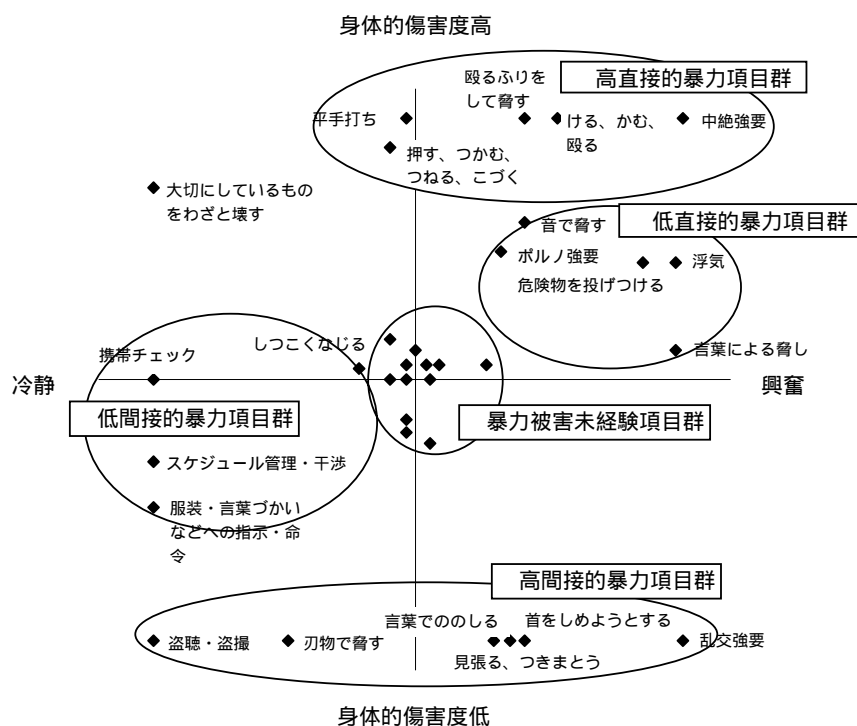 身体的傷害度高
殴るふりを
して脅す
高直接的暴力項目群
平手打ち
ける、かむ、
殴る
中絶強要
押す、つかむ、
つねる、こづく
大切にしているもの
をわざと壊す
低直接的暴力項目群
音で脅す
ポルノ強要
浮気
危険物を投げつける
しつこくなじる
携帯チェック
言葉による脅し
冷静
興奮
低間接的暴力項目群
暴力被害未経験項目群
スケジュール管理・干渉
服装・言葉づかい
などへの指示・命
令
高間接的暴力項目群
言葉でののしる
首をしめようとする
盗聴・盗撮
刃物で脅す
乱交強要
見張る、つきまとう
身体的傷害度低